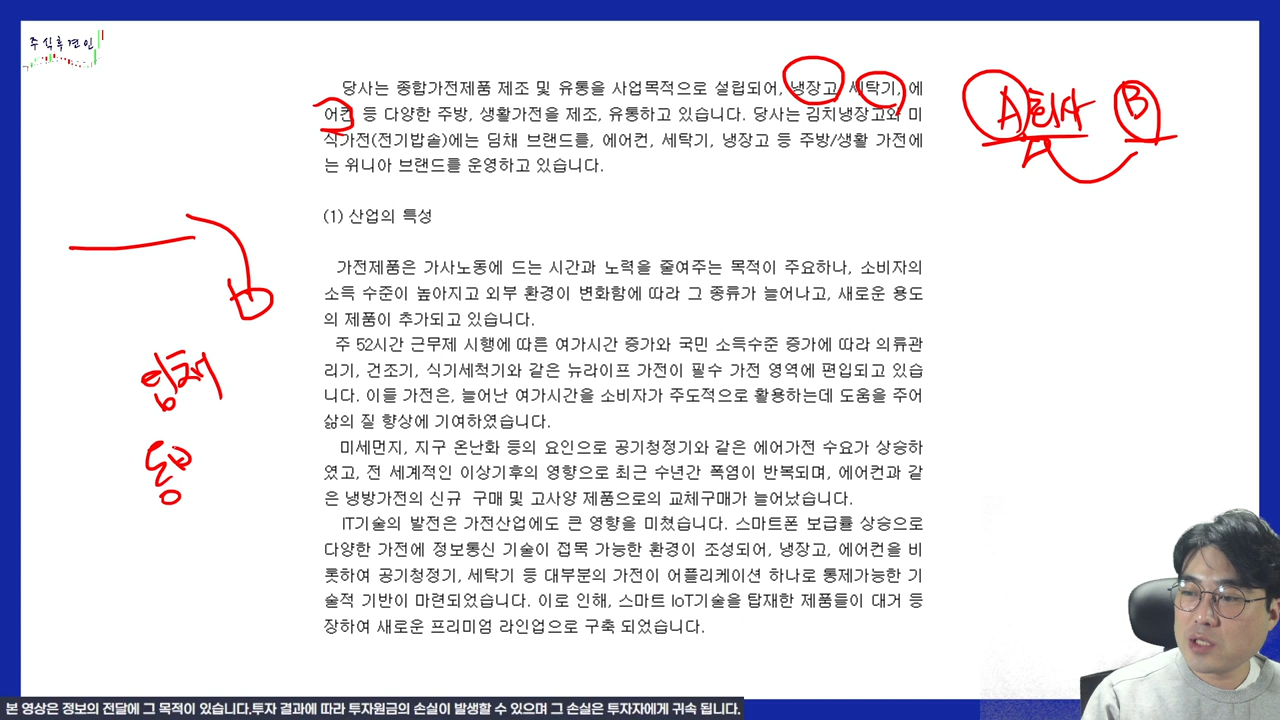 주식후견인
당사는 종합가전제품 제조 및 유통을 사업목적으로 설립되어, 냉장고, 세탁기, 에
어컨 등 다양한 주방, 생활가전을 제조, 유통하고 있습니다. 당사는 김치냉장고와 미
식가전(전기밥솥)에는 딤채 브랜드를, 에어컨, 세탁기, 냉장고 등 주방/생활 가전에
는 위니아 브랜드를 운영하고 있습니다.
A회사 B
(1) 산업의 특성
가전제품은 가사노동에 드는 시간과 노력을 줄여주는 목적이 주요하나, 소비자의
소득 수준이 높아지고 외부 환경이 변화함에 따라 그 종류가 늘어나고, 새로운 용도
의 제품이 추가되고 있습니다.
주 52시간 근무제 시행에 따른 여가시간 증가와 국민 소득수준 증가에 따라 의류관
리기, 건조기, 식기세척기와 같은 뉴라이프 가전이 필수 가전 영역에 편입되고 있습
니다. 이들 가전은, 늘어난 여가시간을 소비자가 주도적으로 활용하는데 도움을 주어
삶의 질 향상에 기여하였습니다.
미세먼지, 지구 온난화 등의 요인으로 공기청정기와 같은 에어가전 수요가 상승하
였고, 전 세계적인 이상기후의 영향으로 최근 수년간 폭염이 반복되며, 에어컨과 같
은 냉방가전의 신규 구매 및 고사양 제품으로의 교체구매가 늘어났습니다.
IT기술의 발전은 가전산업에도 큰 영향을 미쳤습니다. 스마트폰 보급률 상승으로
다양한 가전에 정보통신 기술이 접목 가능한 환경이 조성되어, 냉장고, 에어컨을 비
롯하여 공기청정기, 세탁기 등 대부분의 가전이 어플리케이션 하나로 통제가능한 기
술적 기반이 마련되었습니다. 이로 인해, 스마트 IoT기술을 탑재한 제품들이 대거 등
장하여 새로운 프리미엄 라인업으로 구축 되었습니다.
본 영상은 정보의 전달에 그 목적이 있습니다.투자 결과에 따라 투자원금의 손실이 발생할 수 있으며 그 손실은 투자자에게 귀속 됩니다.